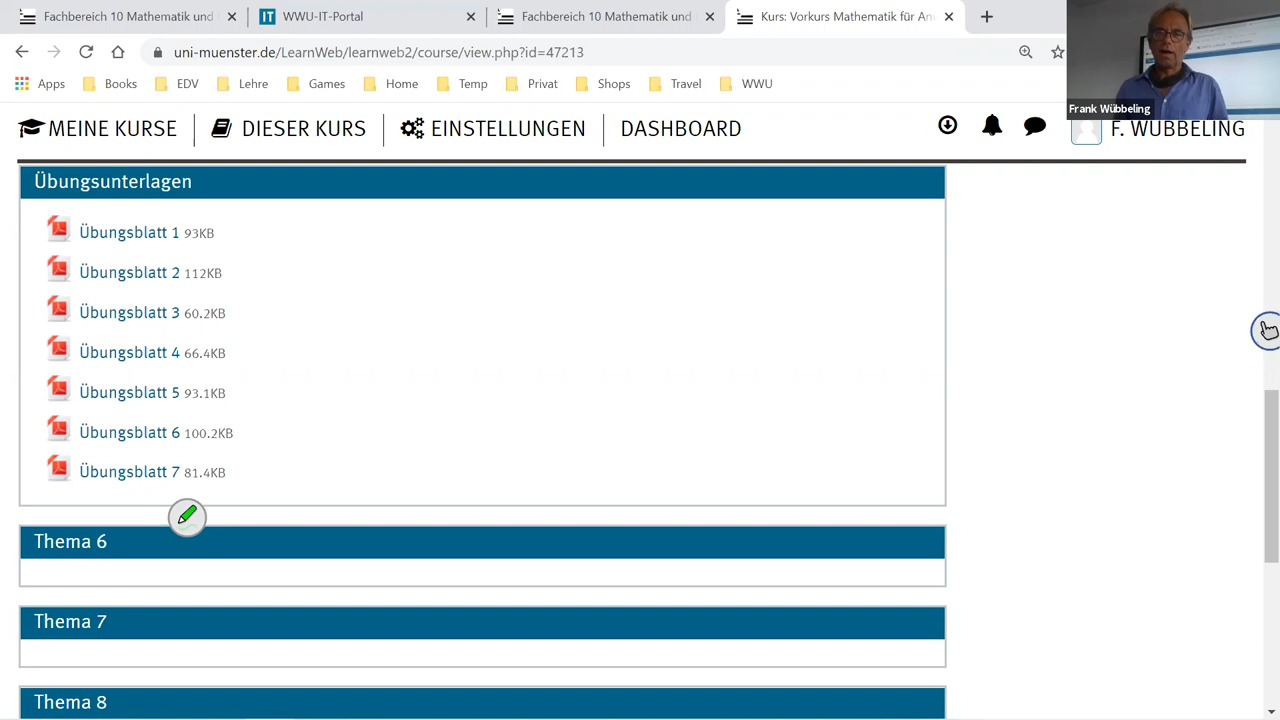 Fachbereich 10 Mathematik und
WWU-IT-Portal
Fachbereich 10 Mathematik und
Kurs: Vorkurs Mathematik für An
uni-muenster.de/LearnWeb/learnweb2/course/view.php?id=47213
Apps Books EDV Lehre Games Home Temp Privat Shops Travel WWU
Frank Wübbeling
MEINE KURSE DIESER KURS EINSTELLUNGEN DASHBOARD F. WÜBBELING
Übungsunterlagen
Übungsblatt 1 93KB
Übungsblatt 2 112KB
Übungsblatt 3 60.2KB
Übungsblatt 4 66.4KB
Übungsblatt 5 93.1KB
Übungsblatt 6 100.2KB
Übungsblatt 7 81.4KB
Thema 6
Thema 7
Thema 8